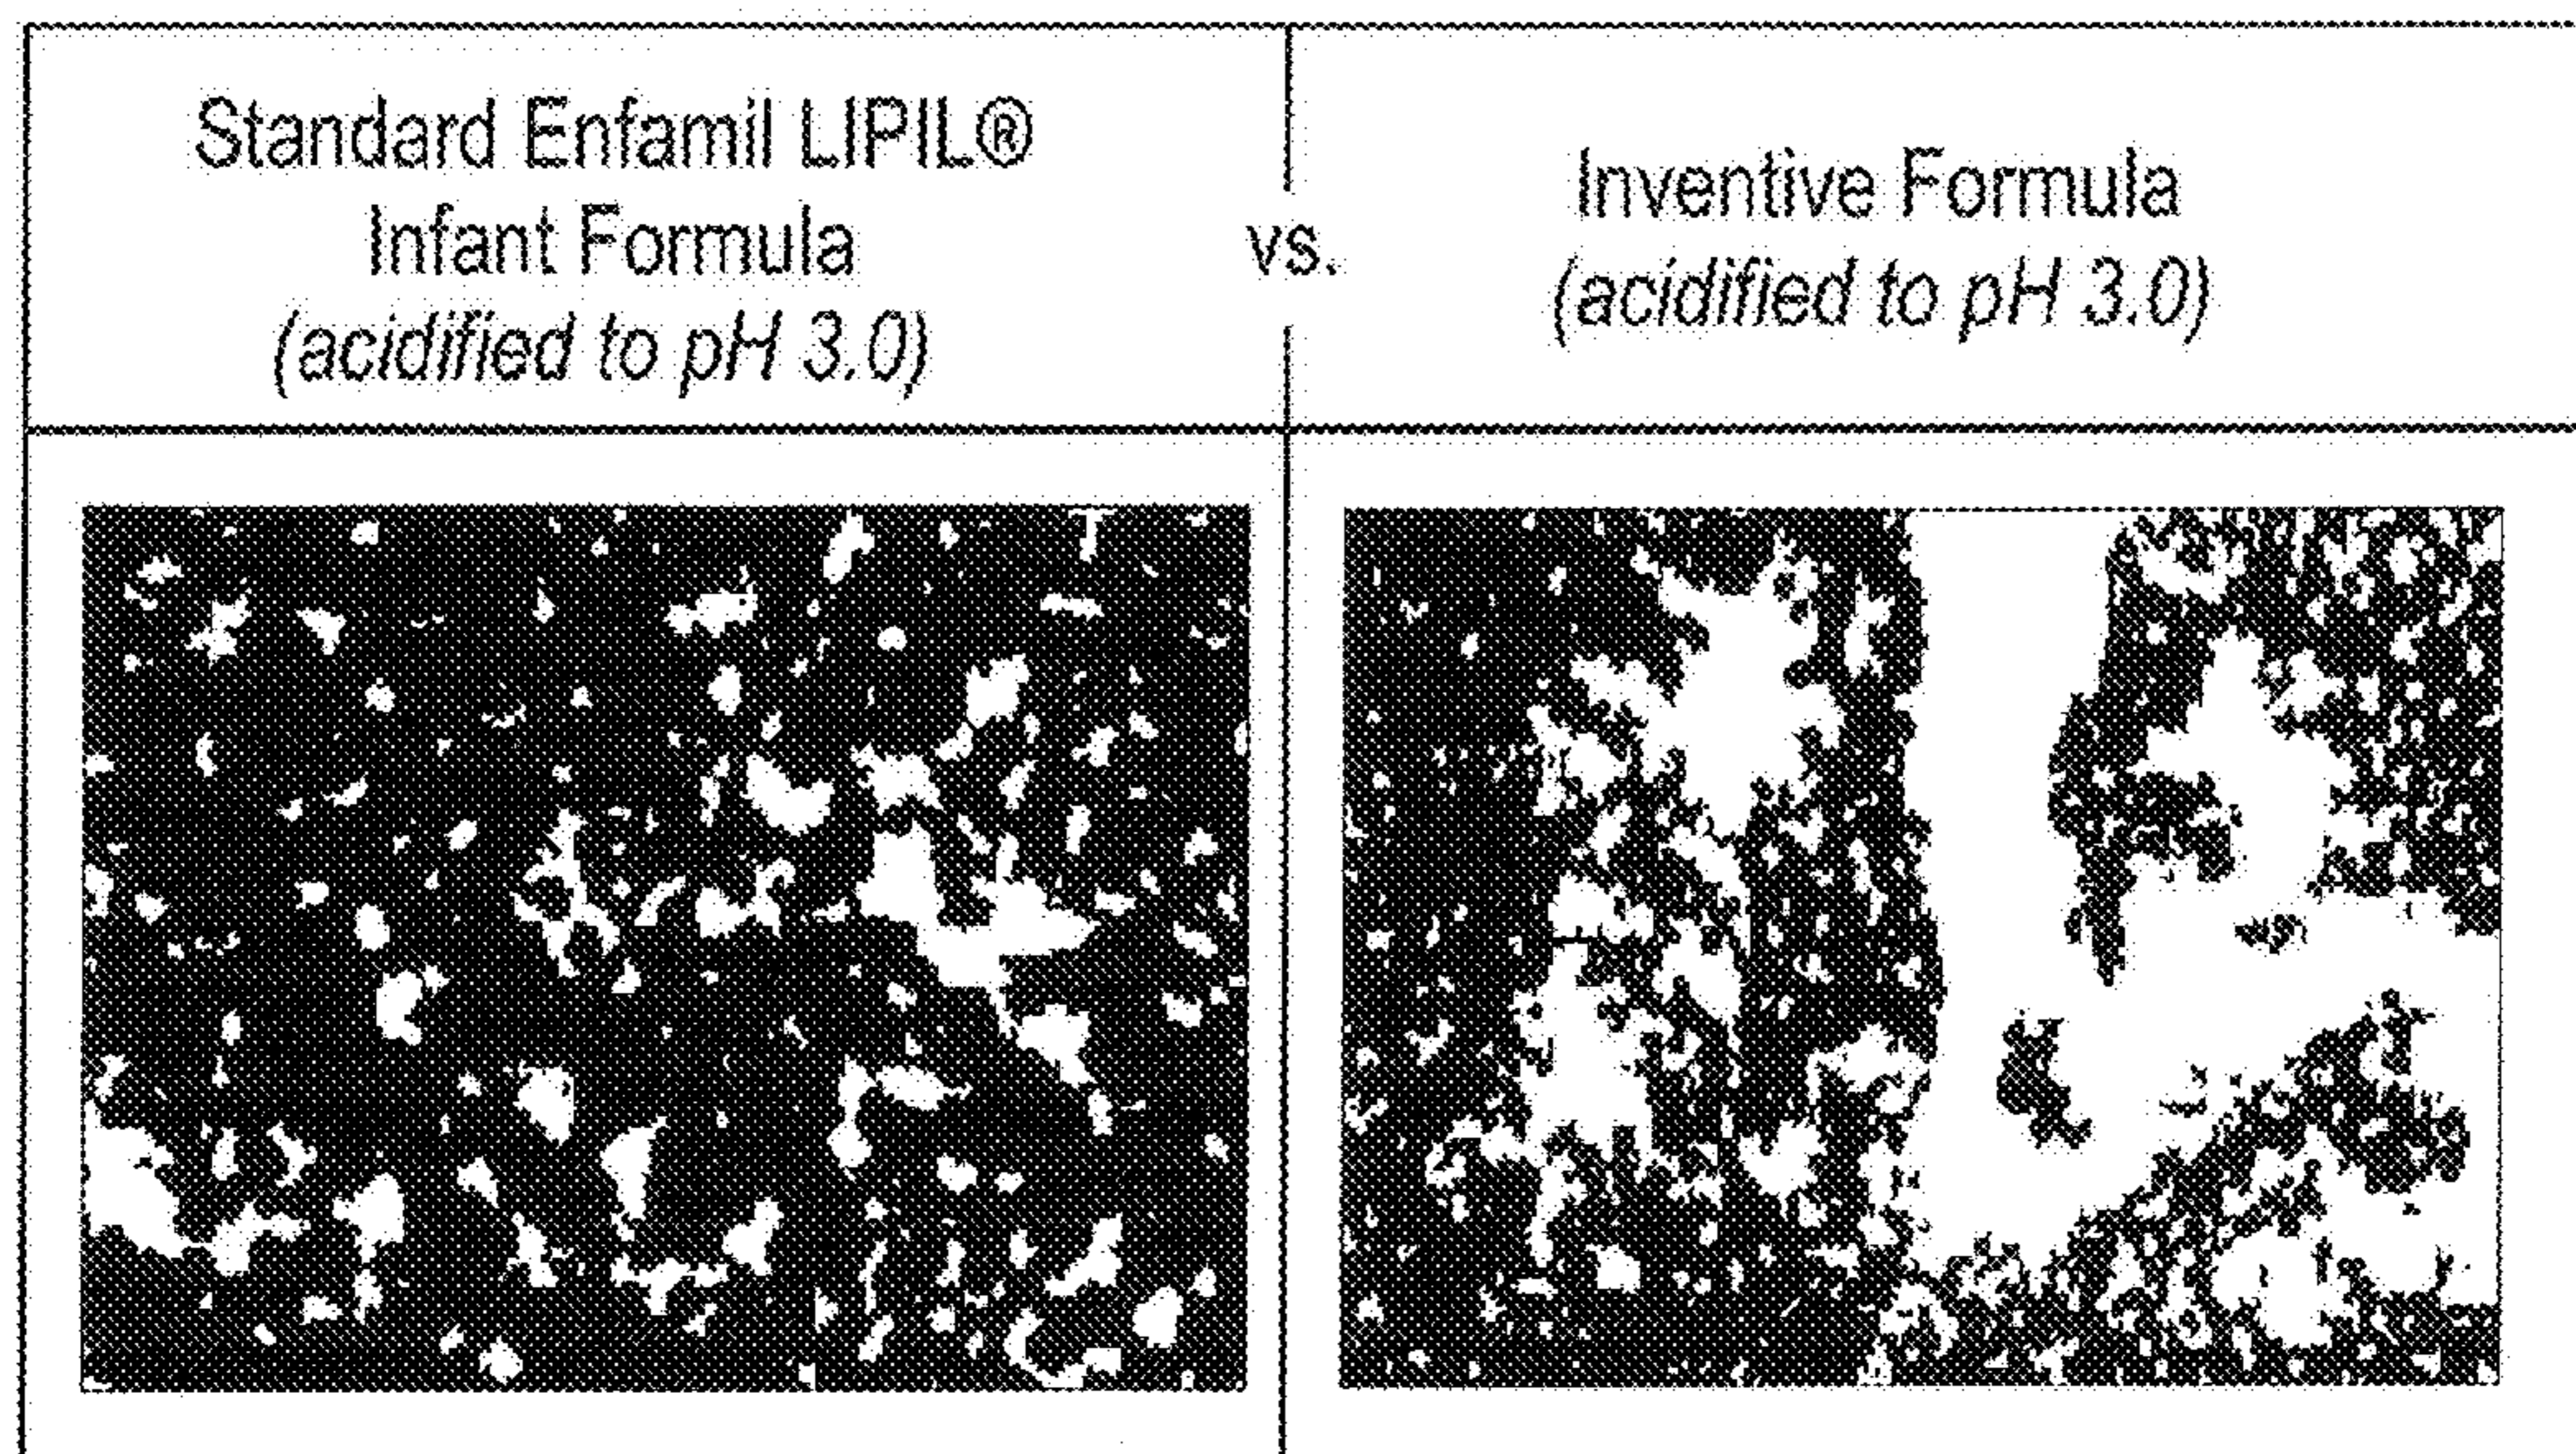 Standard Enfamil LIPIL®
Infant Formula
(acidified to pH 3.0)
vs.
Inventive Formula
(acidified to pH 3.0)